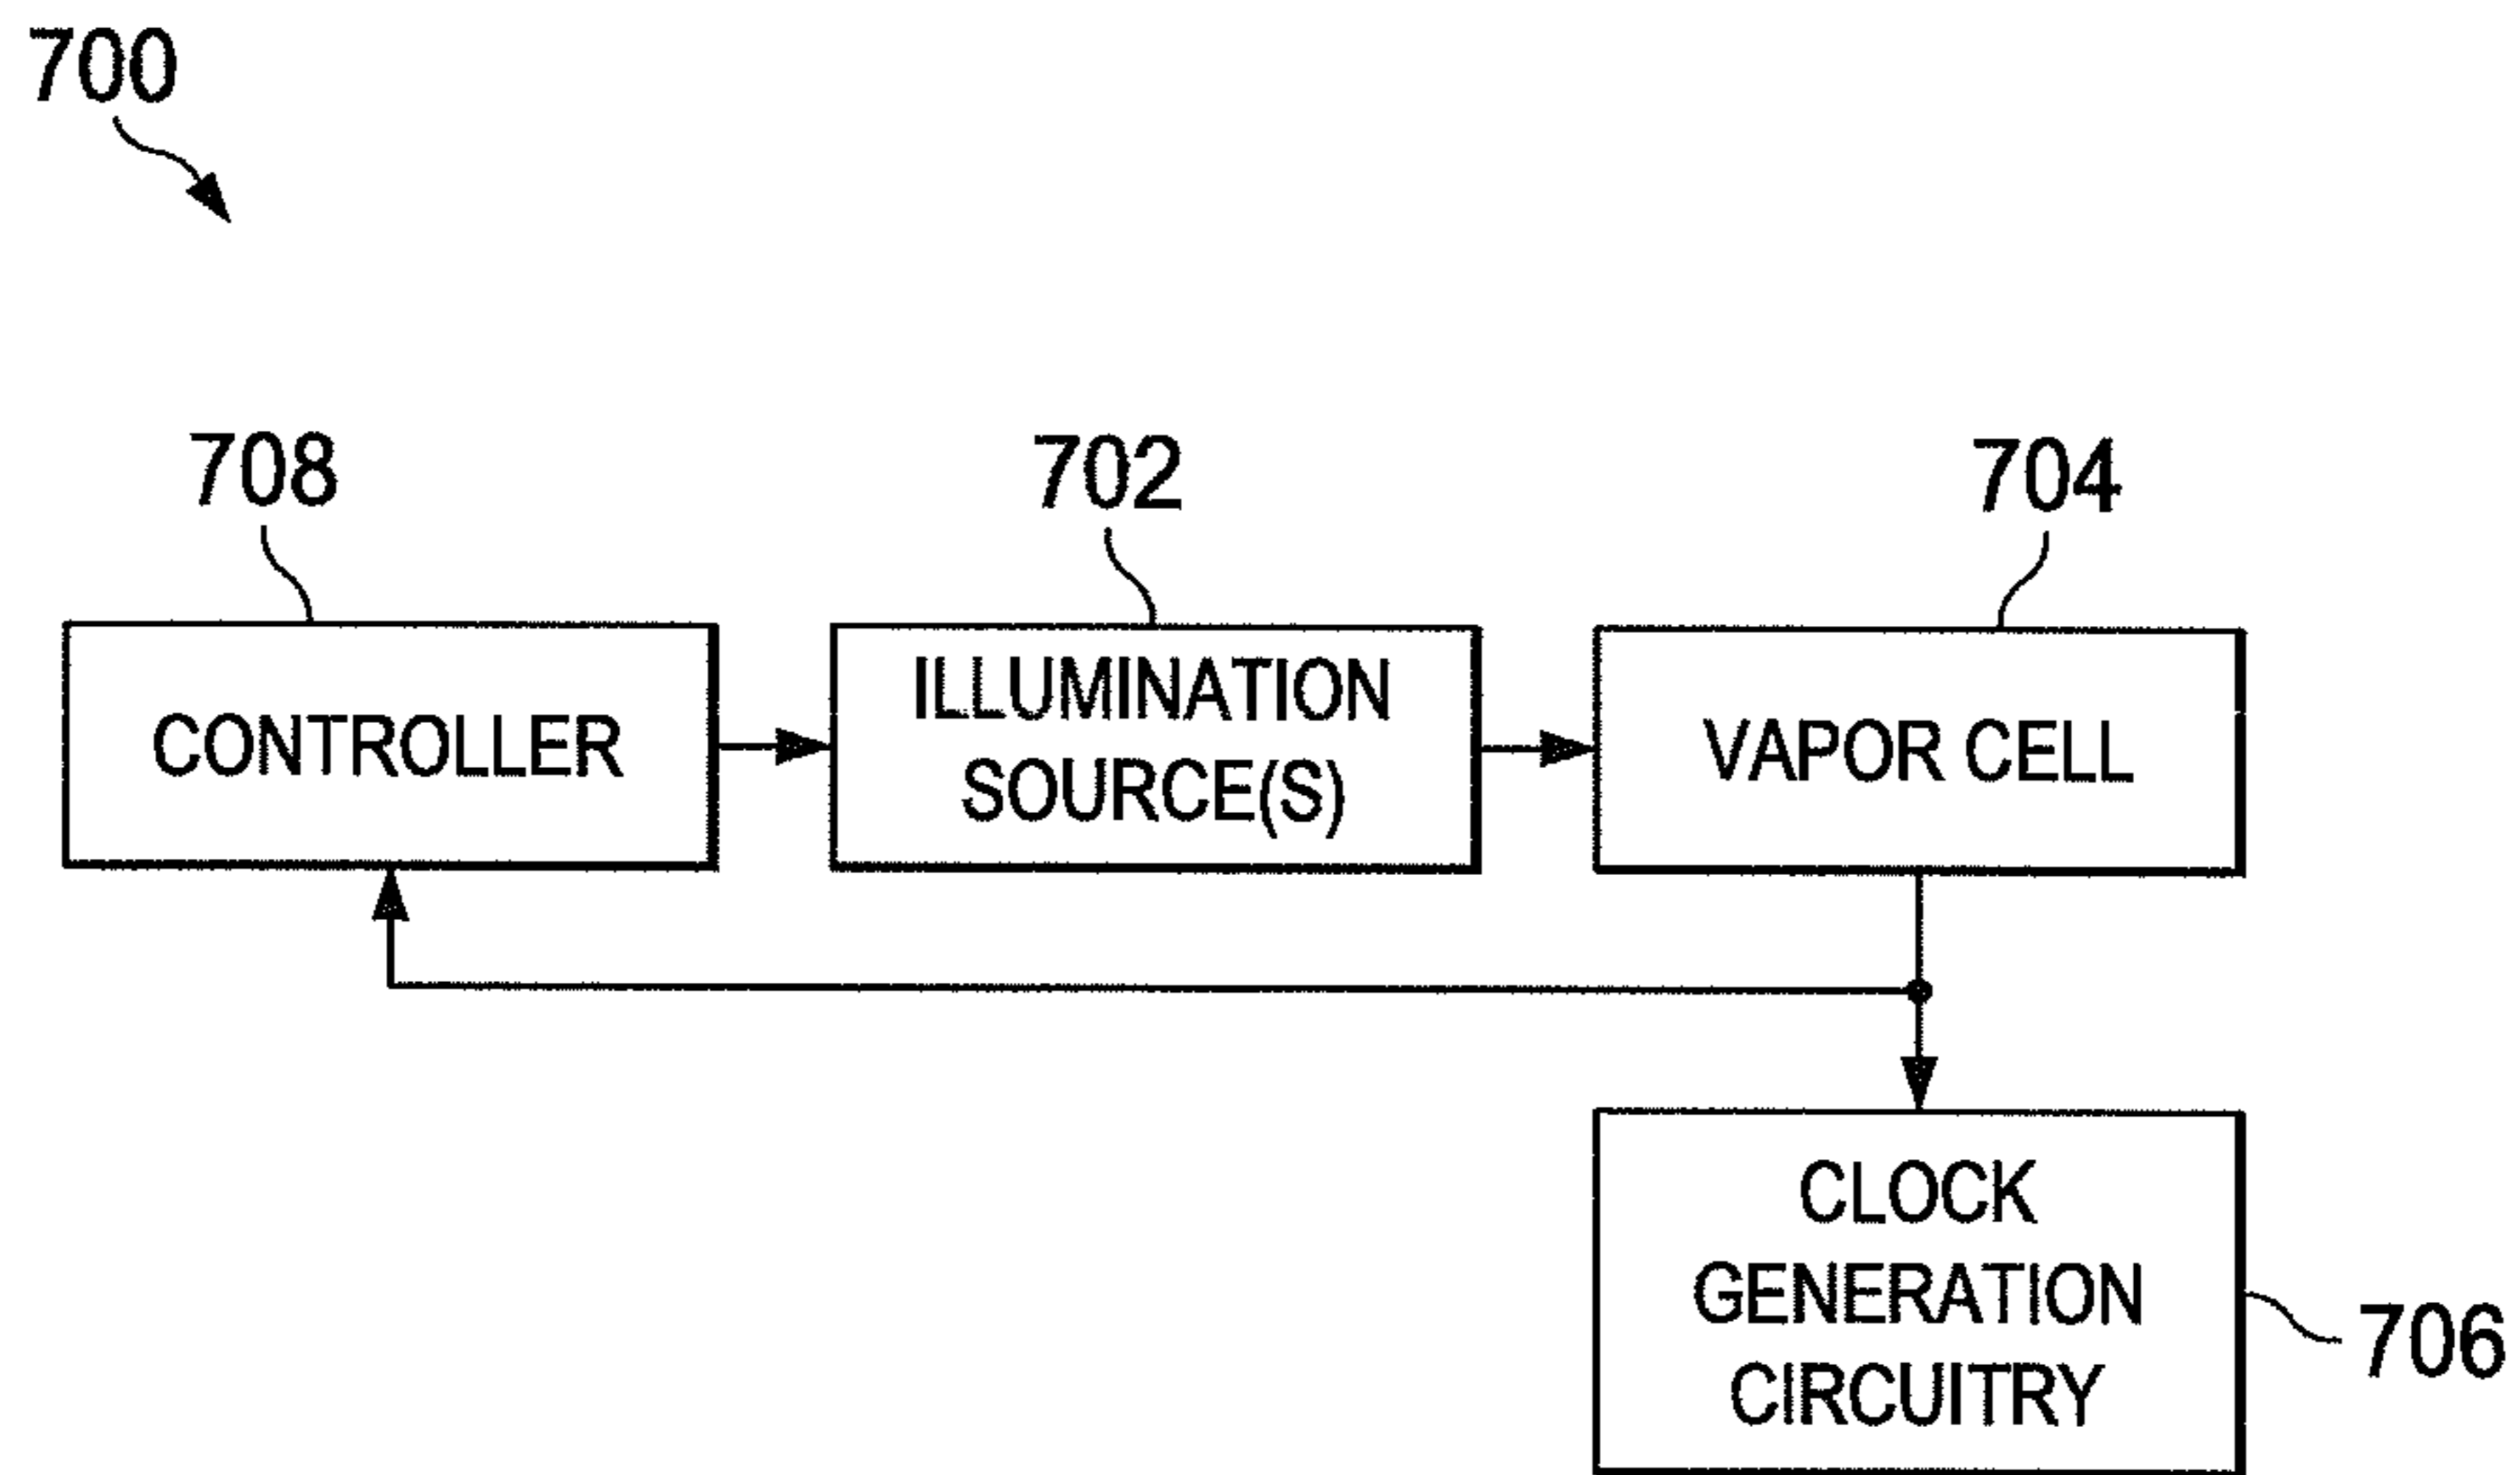 700
708
702
704
CONTROLLER
ILLUMINATION
SOURCE(S)
VAPOR CELL
CLOCK
GENERATION
CIRCUITRY
706